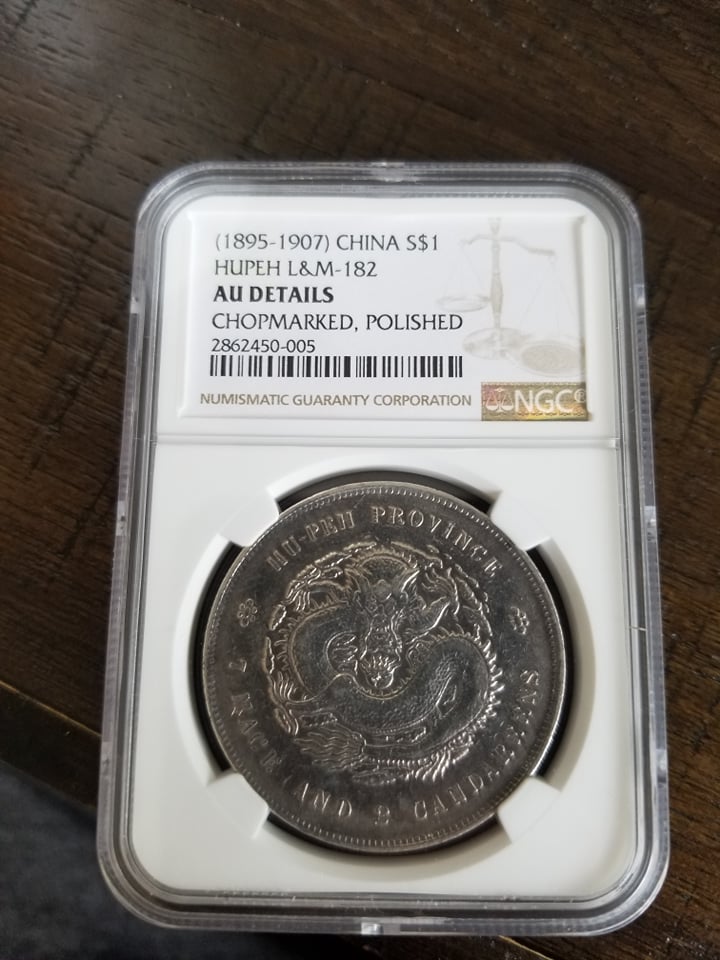 (1895-1907) CHINA S$1
HUPEH L&M-182
AU DETAILS
CHOPMARKED, POLISHED
2862450-005
NUMISMATIC GUARANTY CORPORATION
NGC®
HU-PEH PROVINCE
7 MACE AND 2 CANDAREENS